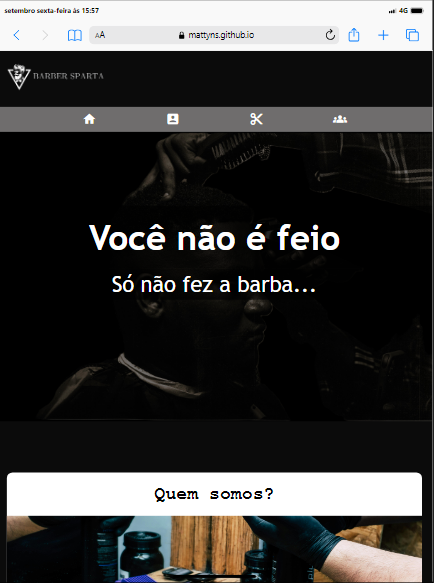 setembro sexta-feira às 15:57
4G
AA
mattyns.github.io
BARBER SPARTA
Você não é feio
Só não fez a barba...
Quem somos?